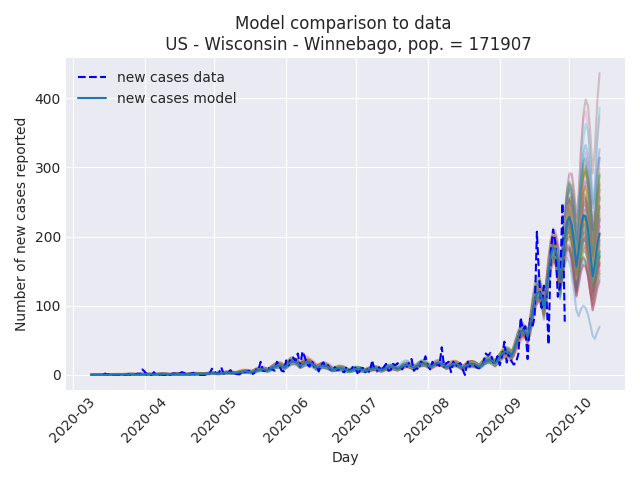 Model comparison to data
US - Wisconsin - Winnebago, pop. = 171907
new cases data
new cases model
Number of new cases reported
400
300
200
100
0
2020-03
2020-04
2020-05
2020-06
2020-07
2020-08
2020-09
2020-10
Day